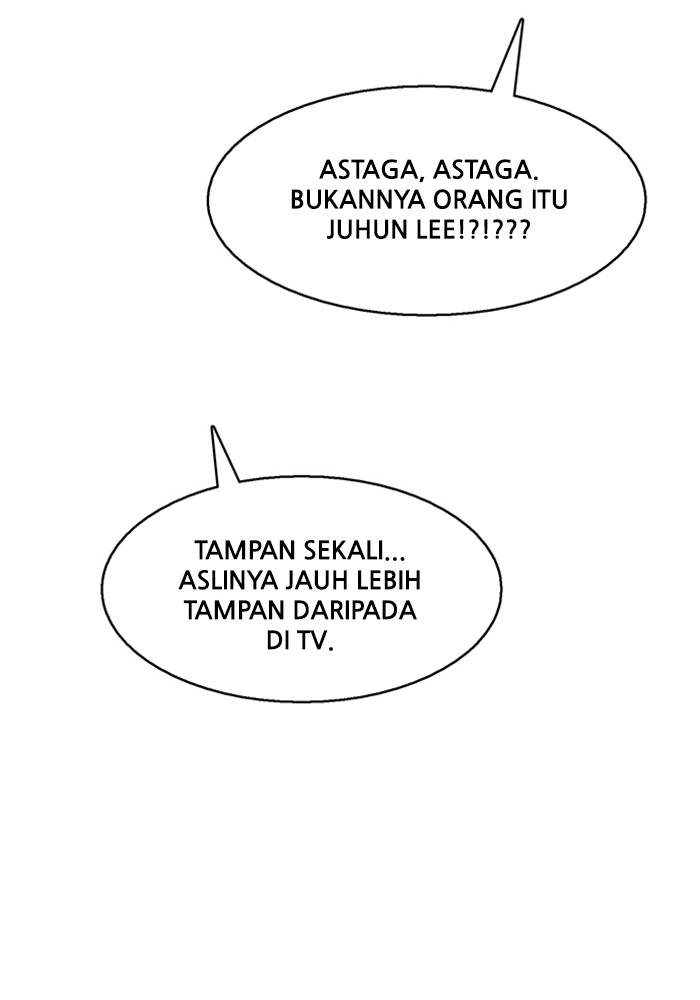 ASTAGA, ASTAGA.
BUKANNYA ORANG ITU
JUHUN LEE!?!???
TAMPAN SEKALI...
ASLINYA JAUH LEBIH
TAMPAN DARIPADA
DI TV.